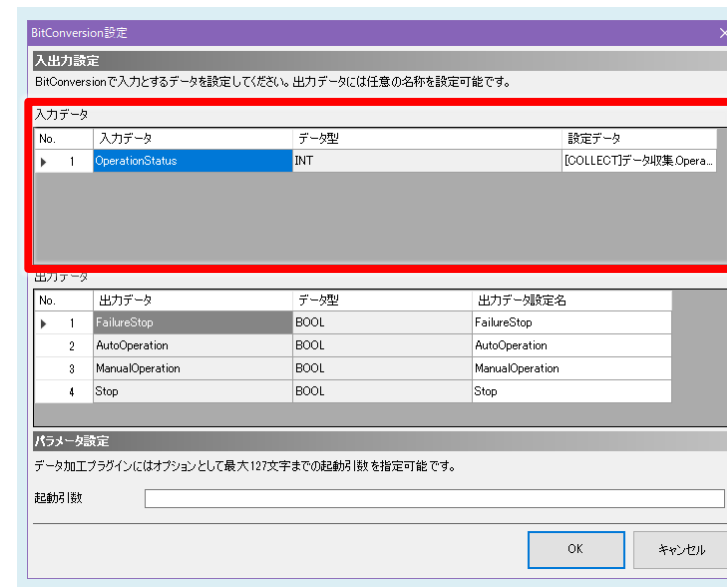 BitConversion設定
入出力設定
BitConversionで入力とするデータを設定してください。出力データには任意の名称を設定可能です。
入力データ
No. 入力データ データ型 設定データ
1 OperationStatus INT [COLLECT]データ収集.Opera...
出力データ
No. 出力データ データ型 出力データ設定名
1 FailureStop BOOL FailureStop
2 AutoOperation BOOL AutoOperation
3 ManualOperation BOOL ManualOperation
4 Stop BOOL Stop
パラメータ設定
データ加工プラグインにはオプションとして最大127文字までの起動引数を指定可能です。
起動引数
OK キャンセル